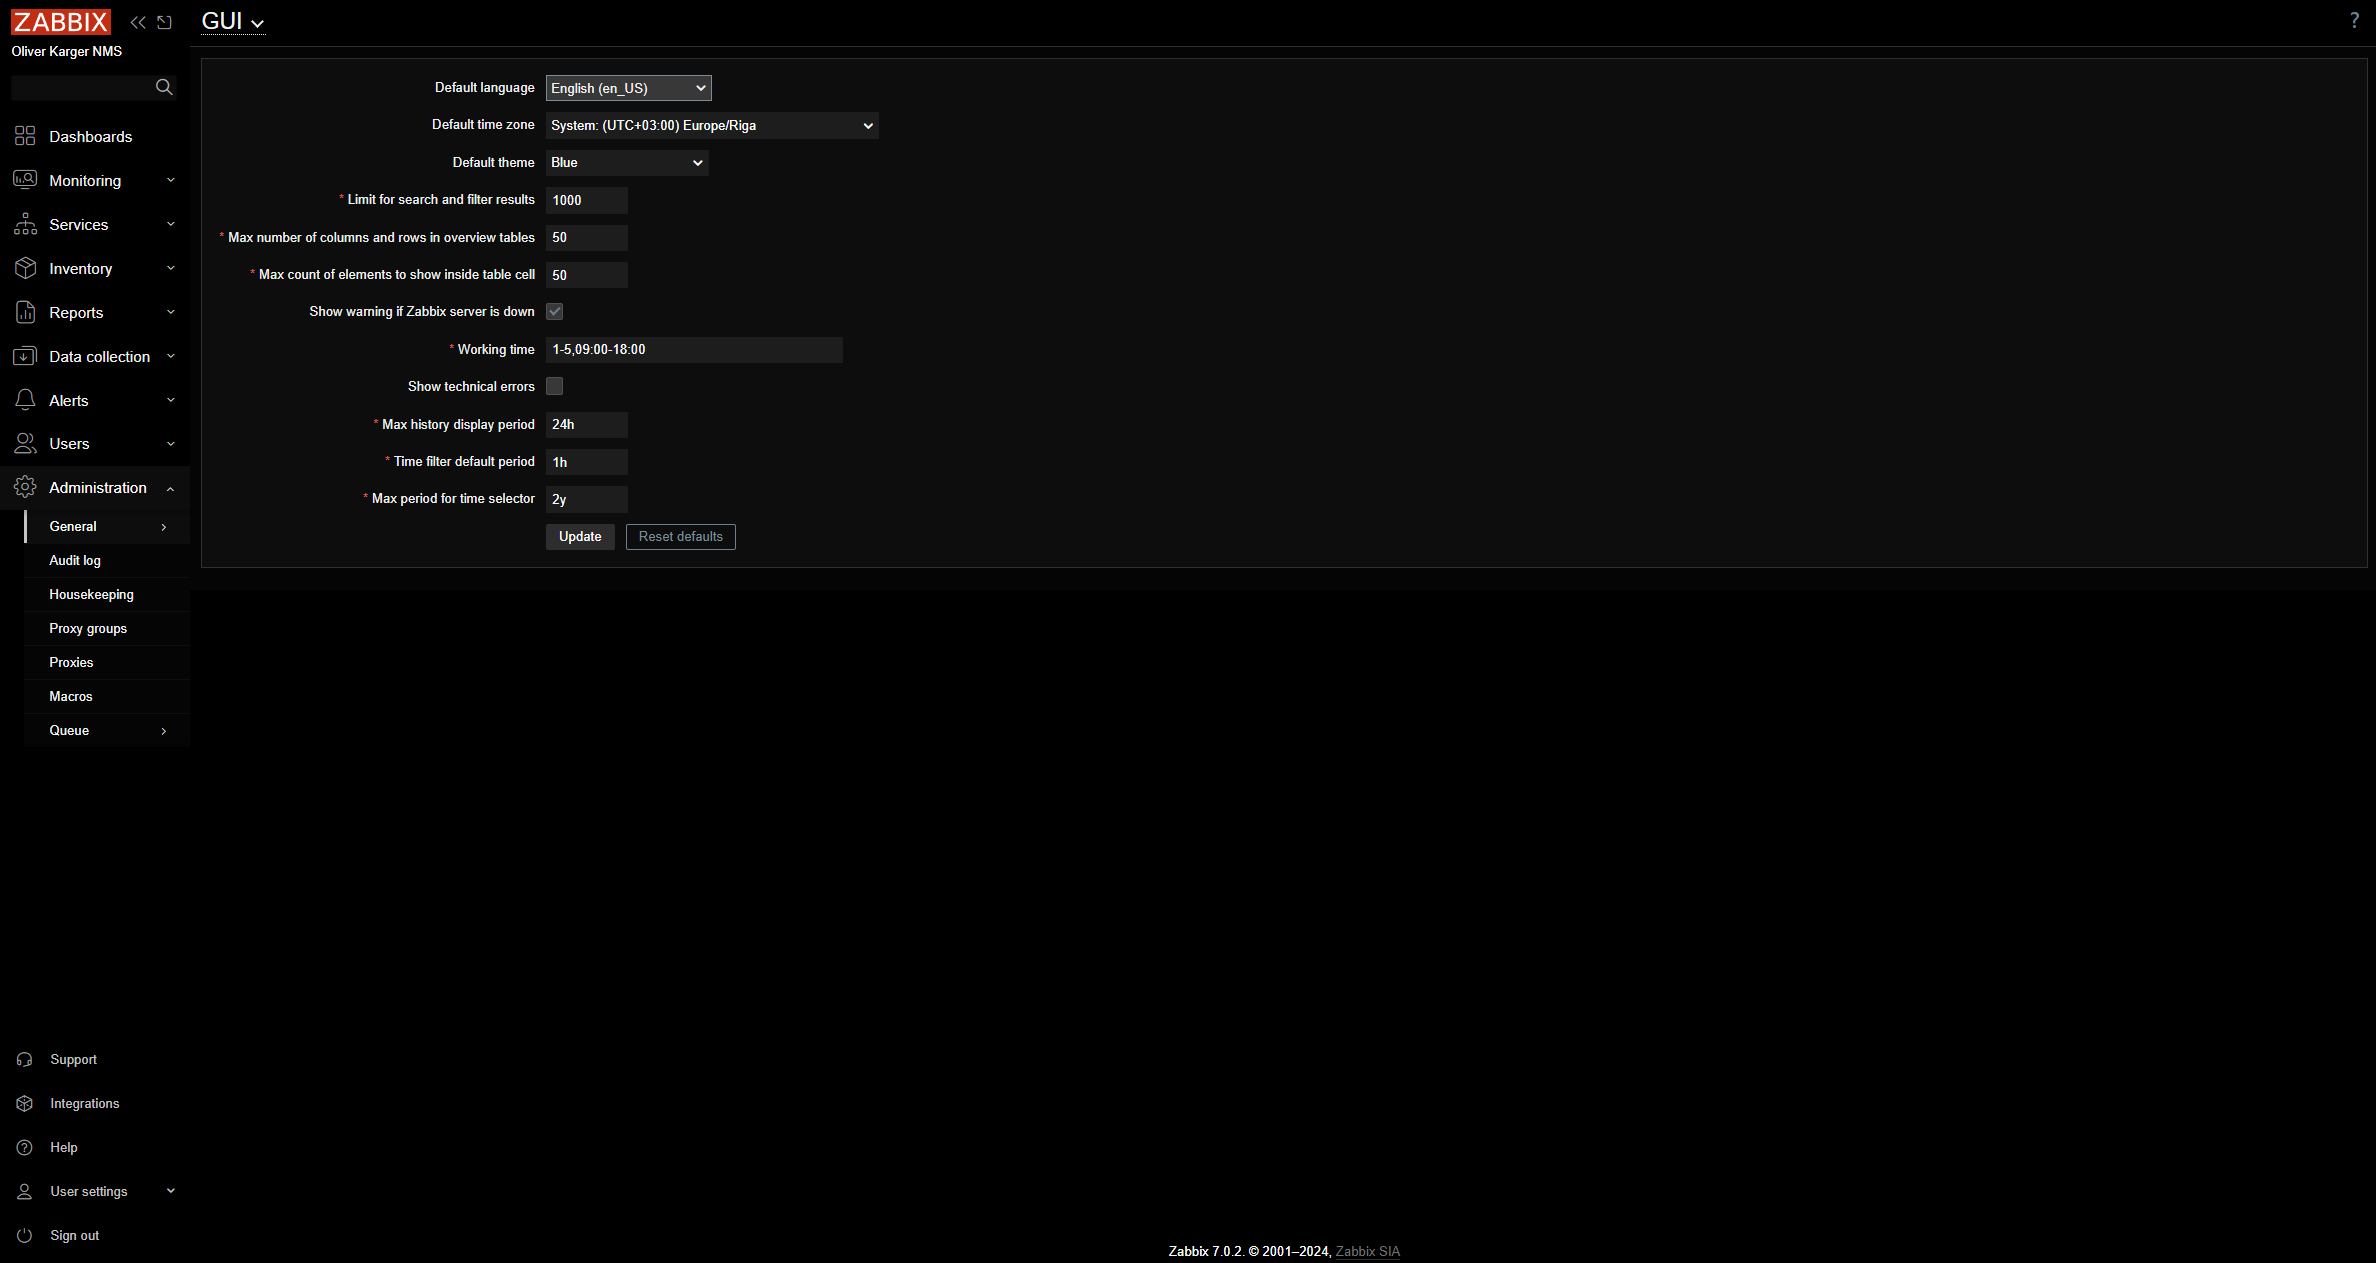 ZABBIX
Oliver Karger NMS
Dashboards
Monitoring
Services
Inventory
Reports
Data collection
Alerts
Users
Administration
General
Audit log
Housekeeping
Proxy groups
Proxies
Macros
Queue
Support
Integrations
Help
User settings
Sign out
GUI
?
Default language English (en_US)
Default time zone System: (UTC+03:00) Europe/Riga
Default theme Blue
* Limit for search and filter results 1000
* Max number of columns and rows in overview tables 50
* Max count of elements to show inside table cell 50
Show warning if Zabbix server is down
* Working time 1-5,09:00-18:00
Show technical errors
* Max history display period 24h
* Time filter default period 1h
* Max period for time selector 2y
Update Reset defaults
Zabbix 7.0.2. © 2001–2024, Zabbix SIA